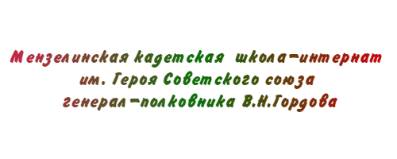 Мензелинская кадетская школа-интернат
им. Героя Советского союза
генерал-полковника В.Н.Гордова